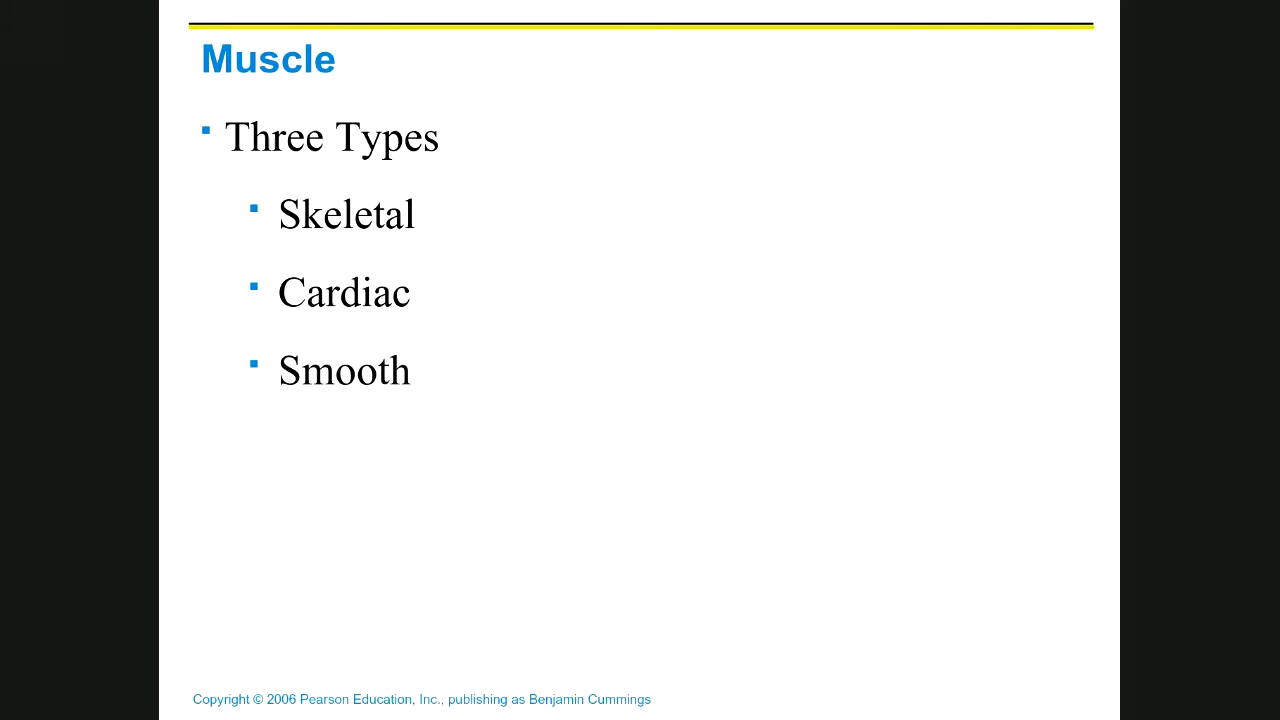 Muscle
Three Types
Skeletal
Cardiac
Smooth
Copyright © 2006 Pearson Education, Inc., publishing as Benjamin Cummings